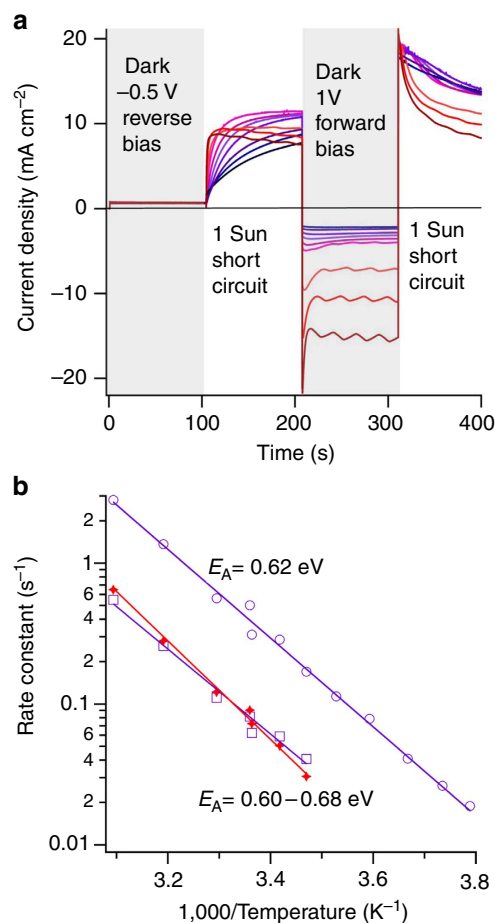 a
Current density (mA cm⁻²)
20
10
0
−10
−20
Dark
−0.5 V
reverse
bias
Dark
1V
forward
bias
1 Sun
short
circuit
1 Sun
short
circuit
0
100
200
300
400
Time (s)
b
Rate constant (s⁻¹)
2
1
6
4
2
0.1
6
4
2
0.01
E_A= 0.62 eV
E_A= 0.60–0.68 eV
3.2
3.4
3.6
3.8
1,000/Temperature (K⁻¹)